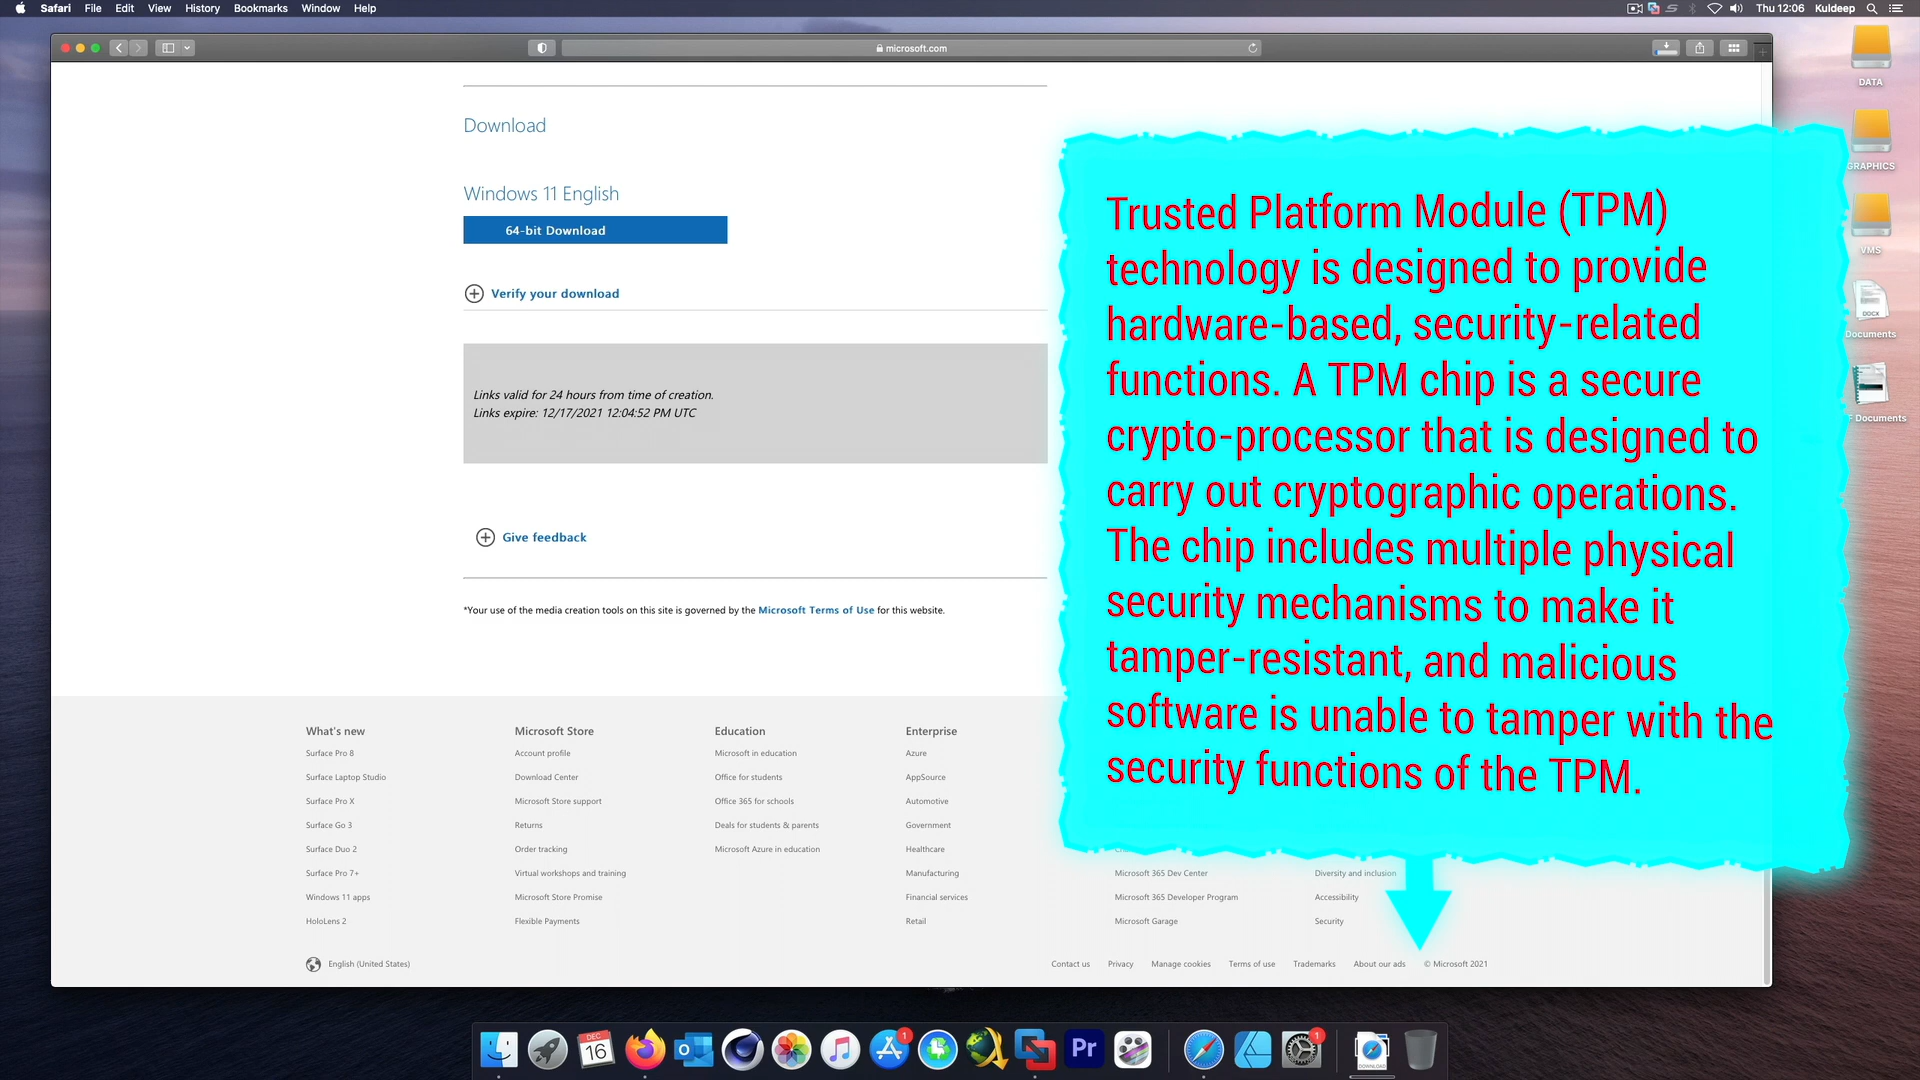 Safari File Edit View History Bookmarks Window Help
Thu 12:06 Kuldeep
microsoft.com
DATA
GRAPHICS
VMS
DOCX
Documents
Documents
Download
Windows 11 English
64-bit Download
Verify your download
Links valid for 24 hours from time of creation.
Links expire: 12/17/2021 12:04:52 PM UTC
Give feedback
*Your use of the media creation tools on this site is governed by the Microsoft Terms of Use for this website.
Trusted Platform Module (TPM)
technology is designed to provide
hardware-based, security-related
functions. A TPM chip is a secure
crypto-processor that is designed to
carry out cryptographic operations.
The chip includes multiple physical
security mechanisms to make it
tamper-resistant, and malicious
software is unable to tamper with the
security functions of the TPM.
What's new
Surface Pro 8
Surface Laptop Studio
Surface Pro X
Surface Go 3
Surface Duo 2
Surface Pro 7+
Windows 11 apps
HoloLens 2
Microsoft Store
Account profile
Download Center
Microsoft Store support
Returns
Order tracking
Virtual workshops and training
Microsoft Store Promise
Flexible Payments
Education
Microsoft in education
Office for students
Office 365 for schools
Deals for students & parents
Microsoft Azure in education
Enterprise
Azure
AppSource
Automotive
Government
Healthcare
Manufacturing
Financial services
Retail
Microsoft 365 Dev Center
Microsoft 365 Developer Program
Microsoft Garage
Diversity and inclusion
Accessibility
Security
English (United States)
Contact us Privacy Manage cookies Terms of use Trademarks About our ads © Microsoft 2021
DEC
16
1
Pr
1
DOWNLOAD